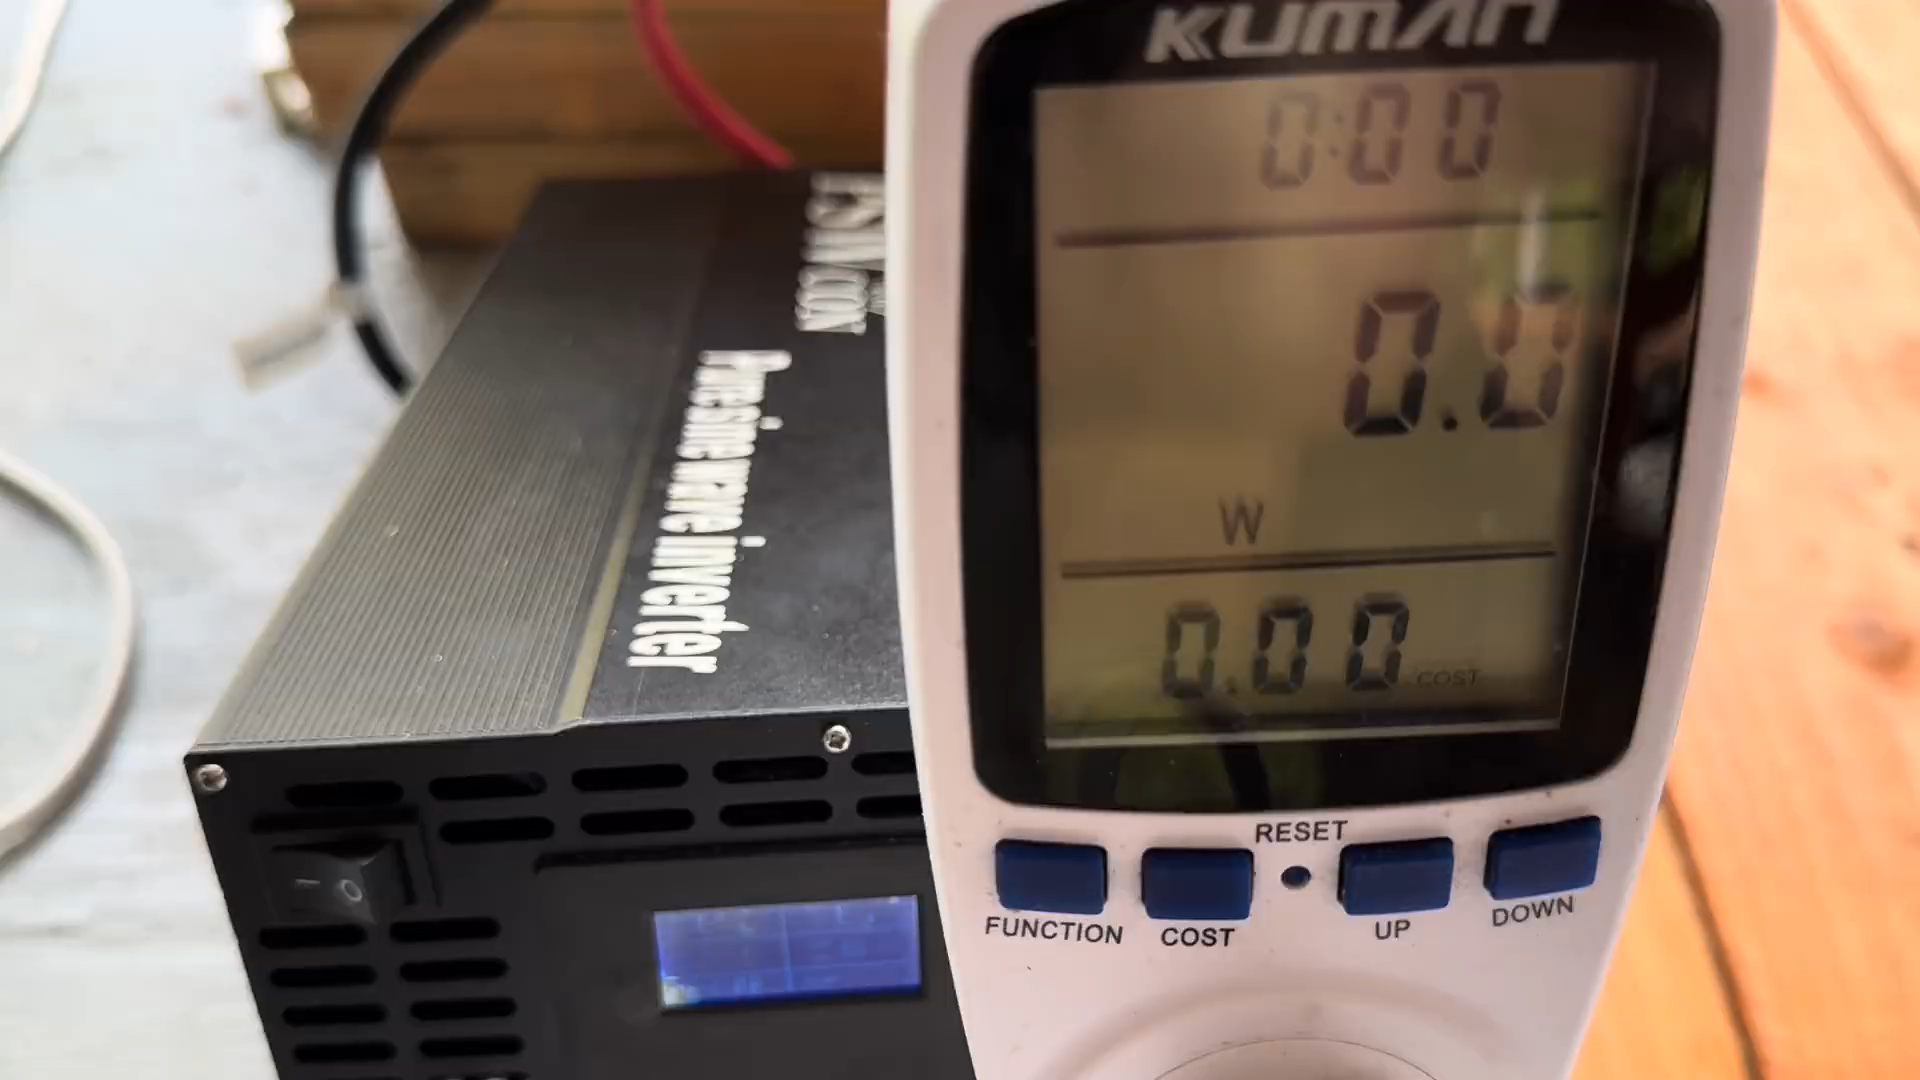 KUMAN
0:00
0.0
W
0.00 COST
RESET
FUNCTION COST UP DOWN
Pure sine wave inverter